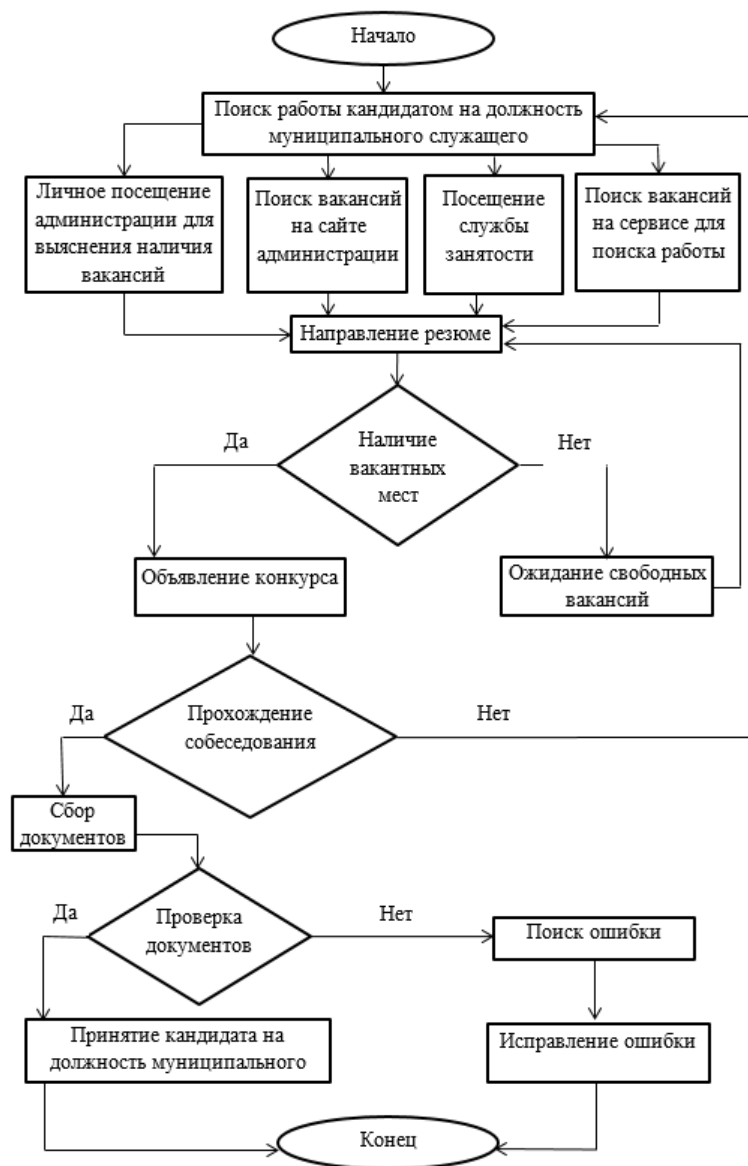 Начало
Поиск работы кандидатом на должность
муниципального служащего
Личное посещение
администрации для
выяснения наличия
вакансий
Поиск вакансий
на сайте
администрации
Посещение
службы
занятости
Поиск вакансий
на сервисе для
поиска работы
Направление резюме
Наличие
вакантных
мест
Да
Нет
Объявление конкурса
Ожидание свободных
вакансий
Прохождение
собеседования
Да
Нет
Сбор
документов
Проверка
документов
Да
Нет
Поиск ошибки
Принятие кандидата на
должность муниципального
Исправление ошибки
Конец